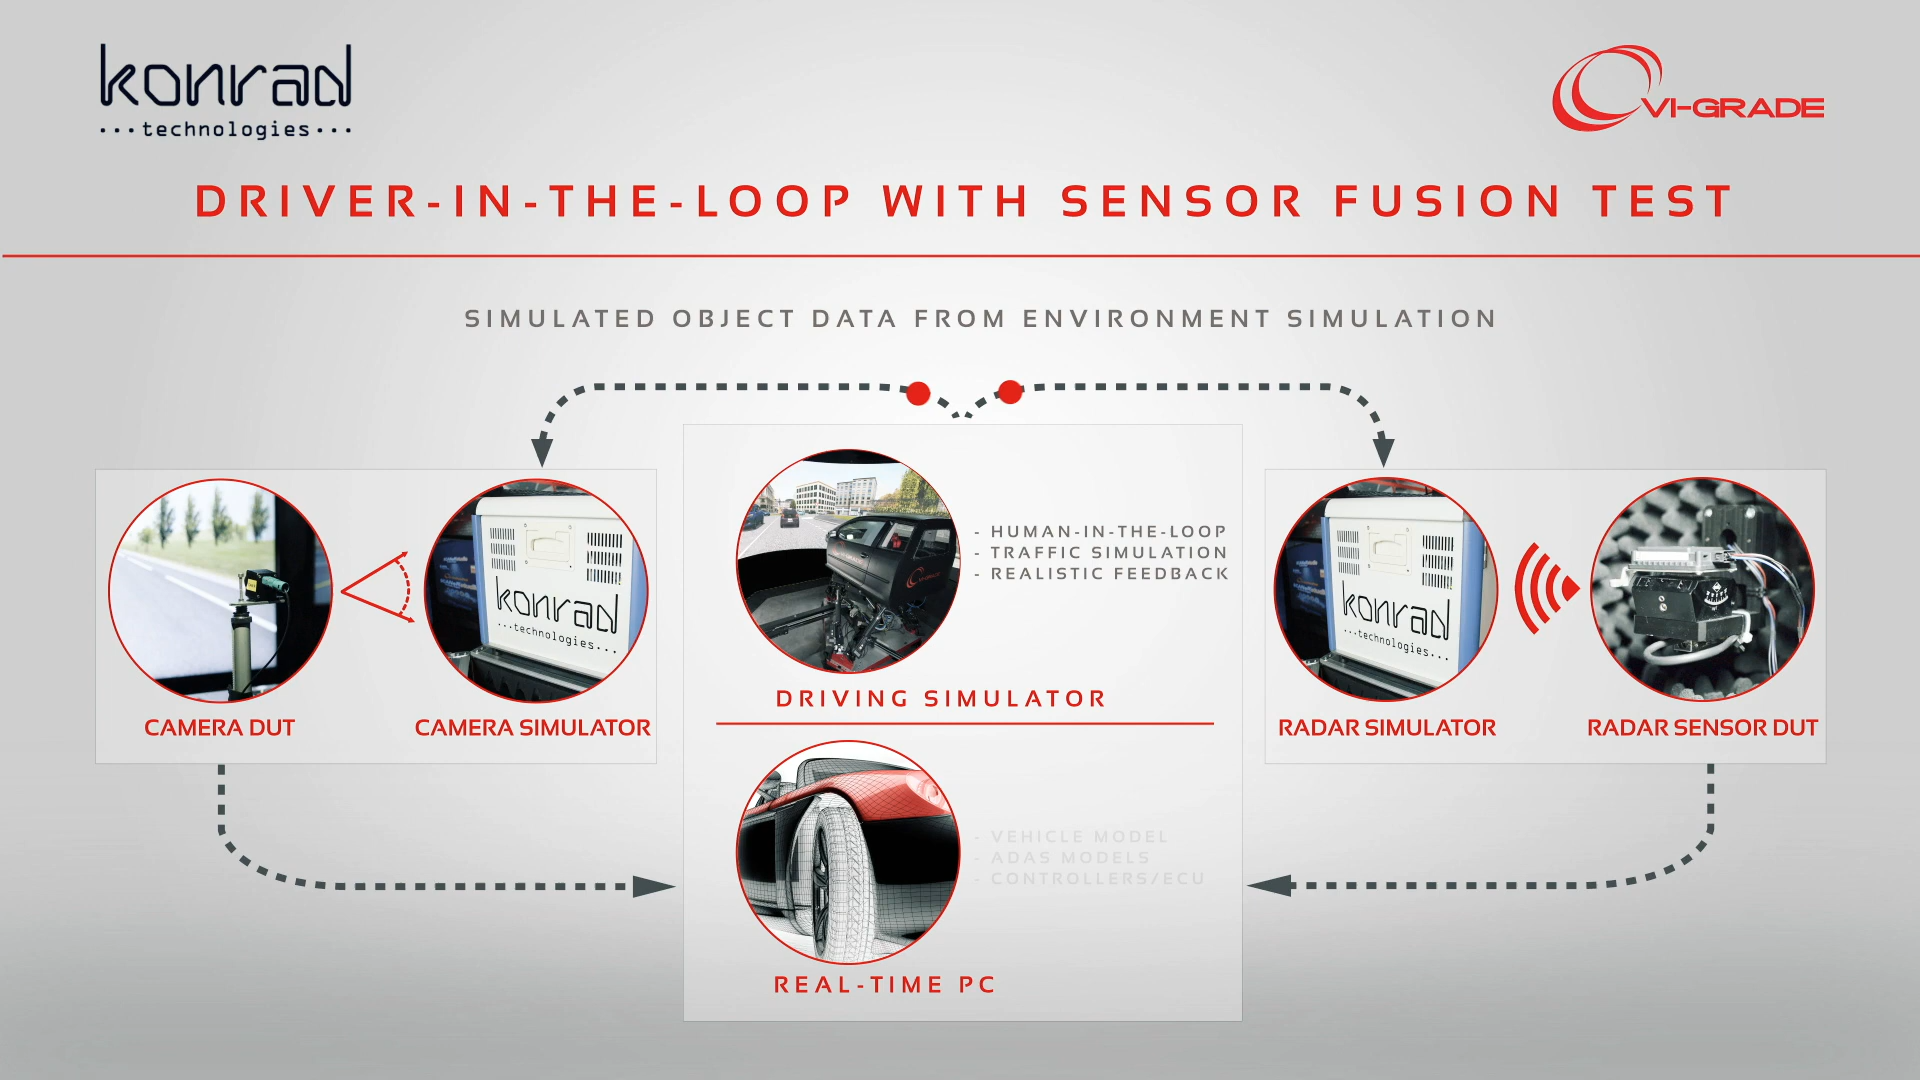 konrad
···technologies···
VI-GRADE
DRIVER-IN-THE-LOOP WITH SENSOR FUSION TEST
SIMULATED OBJECT DATA FROM ENVIRONMENT SIMULATION
- HUMAN-IN-THE-LOOP
- TRAFFIC SIMULATION
- REALISTIC FEEDBACK
konrad
...technologies...
konrad
...technologies...
VI-GRADE
DRIVING SIMULATOR
CAMERA DUT
CAMERA SIMULATOR
RADAR SIMULATOR
RADAR SENSOR DUT
- VEHICLE MODEL
- ADAS MODELS
- CONTROLLERS/ECU
REAL-TIME PC